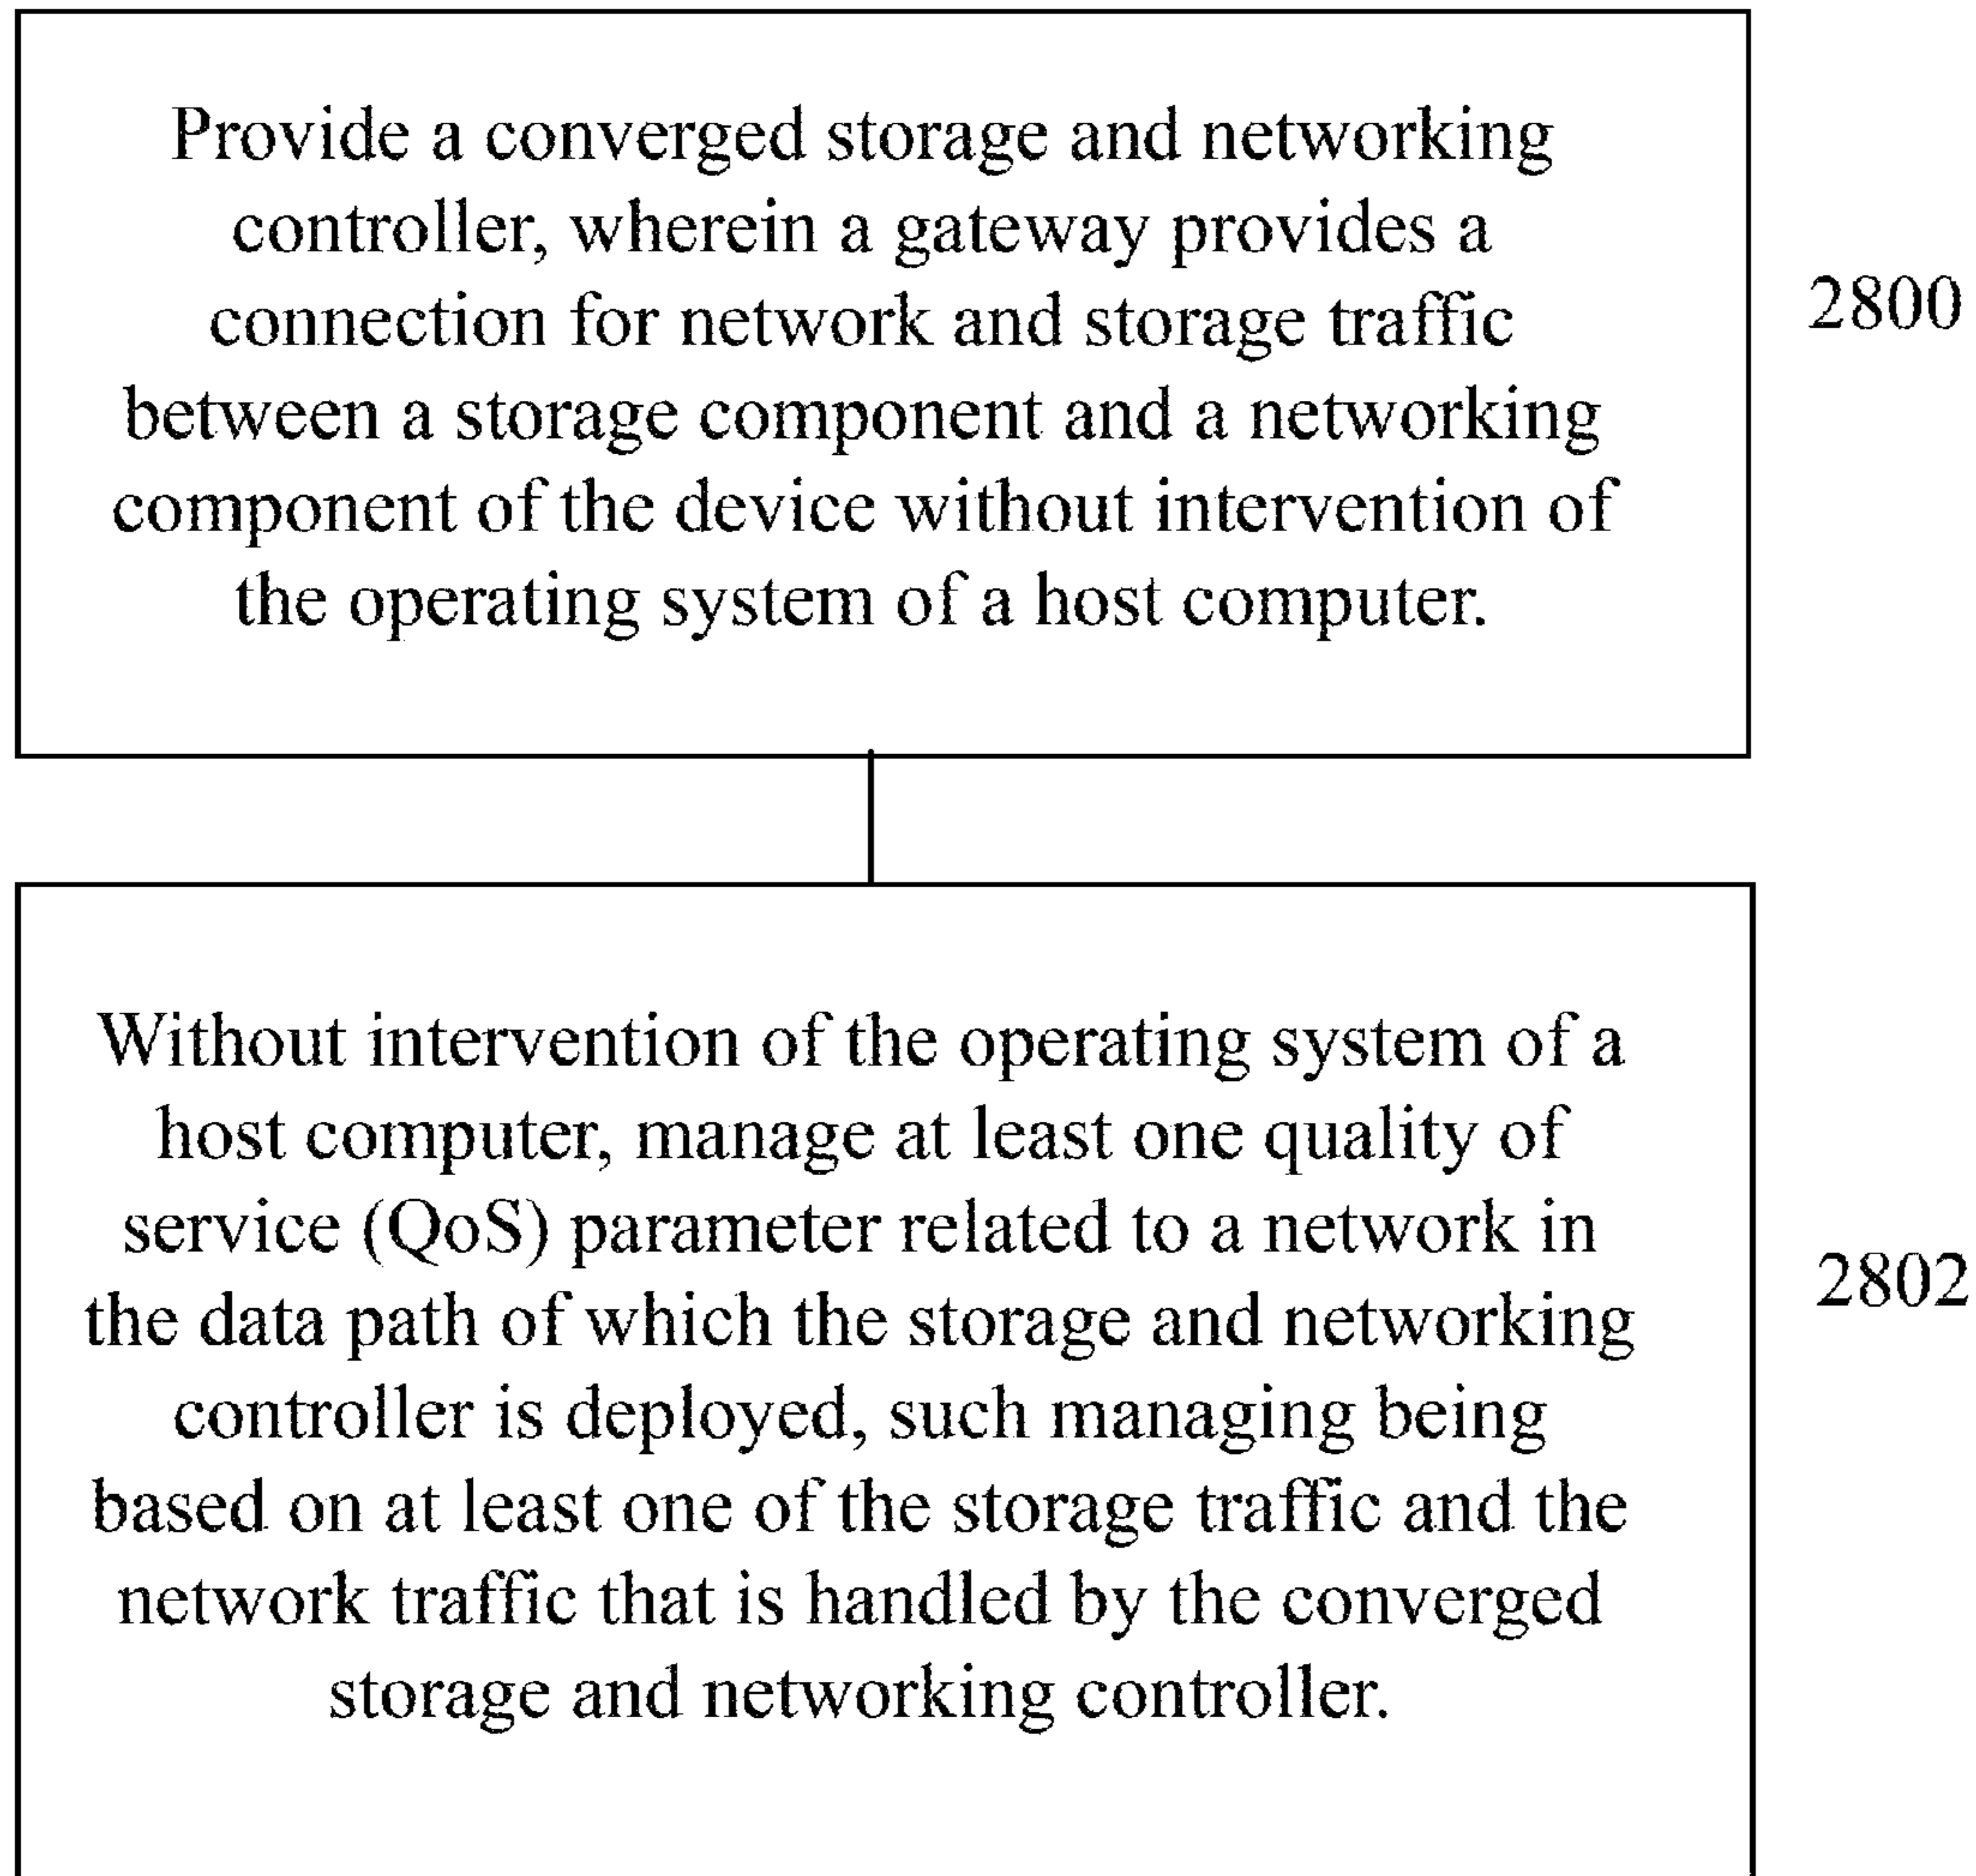 Provide a converged storage and networking
controller, wherein a gateway provides a
connection for network and storage traffic
between a storage component and a networking
component of the device without intervention of
the operating system of a host computer.
2800
Without intervention of the operating system of a
host computer, manage at least one quality of
service (QoS) parameter related to a network in
the data path of which the storage and networking
controller is deployed, such managing being
based on at least one of the storage traffic and the
network traffic that is handled by the converged
storage and networking controller.
2802